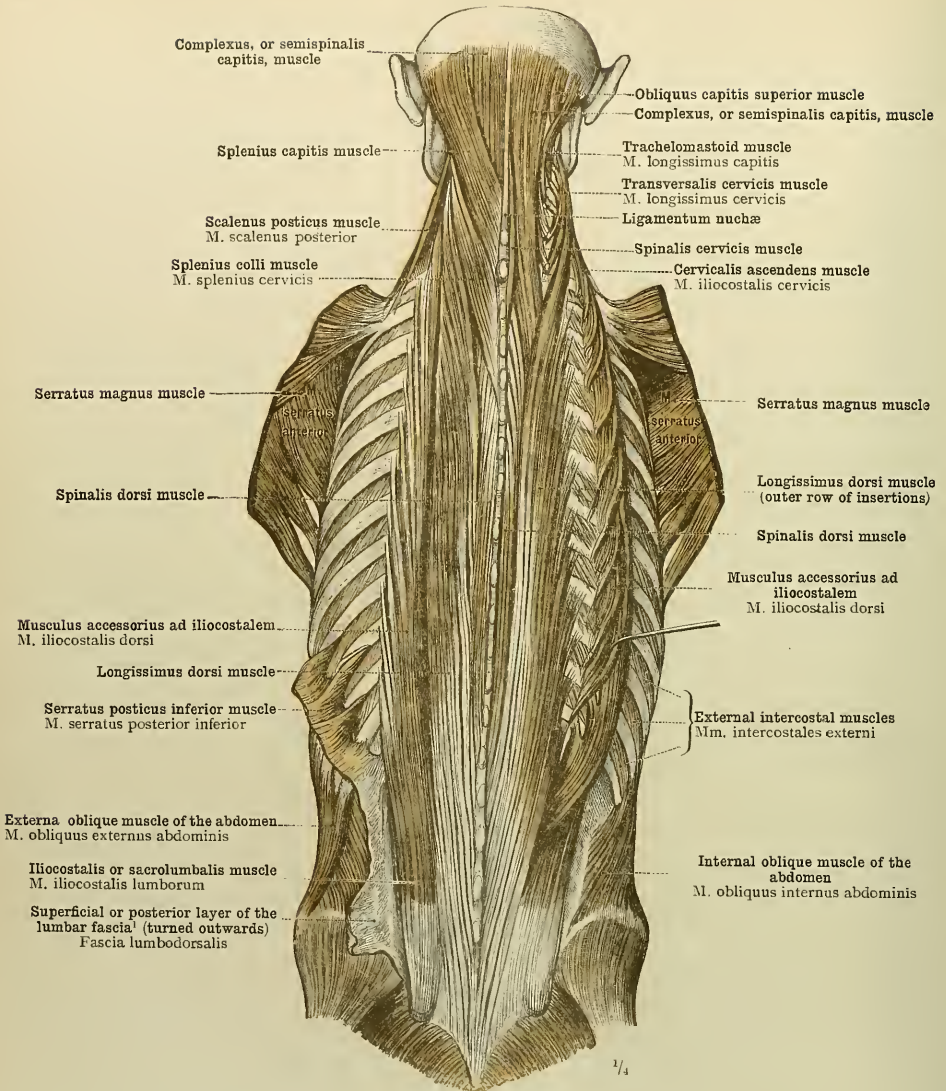 Complexus, or semispinalis
capitis, muscle
Splenius capitis muscle
Scalenus posticus muscle
M. scalenus posterior
Splenius colli muscle
M. splenius cervicis
Serratus magnus muscle
M.
serratus
anterior
Spinalis dorsi muscle
Musculus accessorius ad iliocostalem
M. iliocostalis dorsi
Longissimus dorsi muscle
Serratus posticus inferior muscle
M. serratus posterior inferior
Externa oblique muscle of the abdomen
M. obliquus externus abdominis
Iliocostalis or sacrolumbalis muscle
M. iliocostalis lumborum
Superficial or posterior layer of the
lumbar fascia¹ (turned outwards)
Fascia lumbodorsalis
Obliquus capitis superior muscle
Complexus, or semispinalis capitis, muscle
Trachelomastoid muscle
M. longissimus capitis
Transversalis cervicis muscle
M. longissimus cervicis
Ligamentum nuchæ
Spinalis cervicis muscle
Cervicalis ascendens muscle
M. iliocostalis cervicis
M.
serratus
anterior
Serratus magnus muscle
Longissimus dorsi muscle
(outer row of insertions)
Spinalis dorsi muscle
Musculus accessorius ad
iliocostalem
M. iliocostalis dorsi
External intercostal muscles
Mm. intercostales externi
Internal oblique muscle of the
abdomen
M. obliquus internus abdominis
1/4